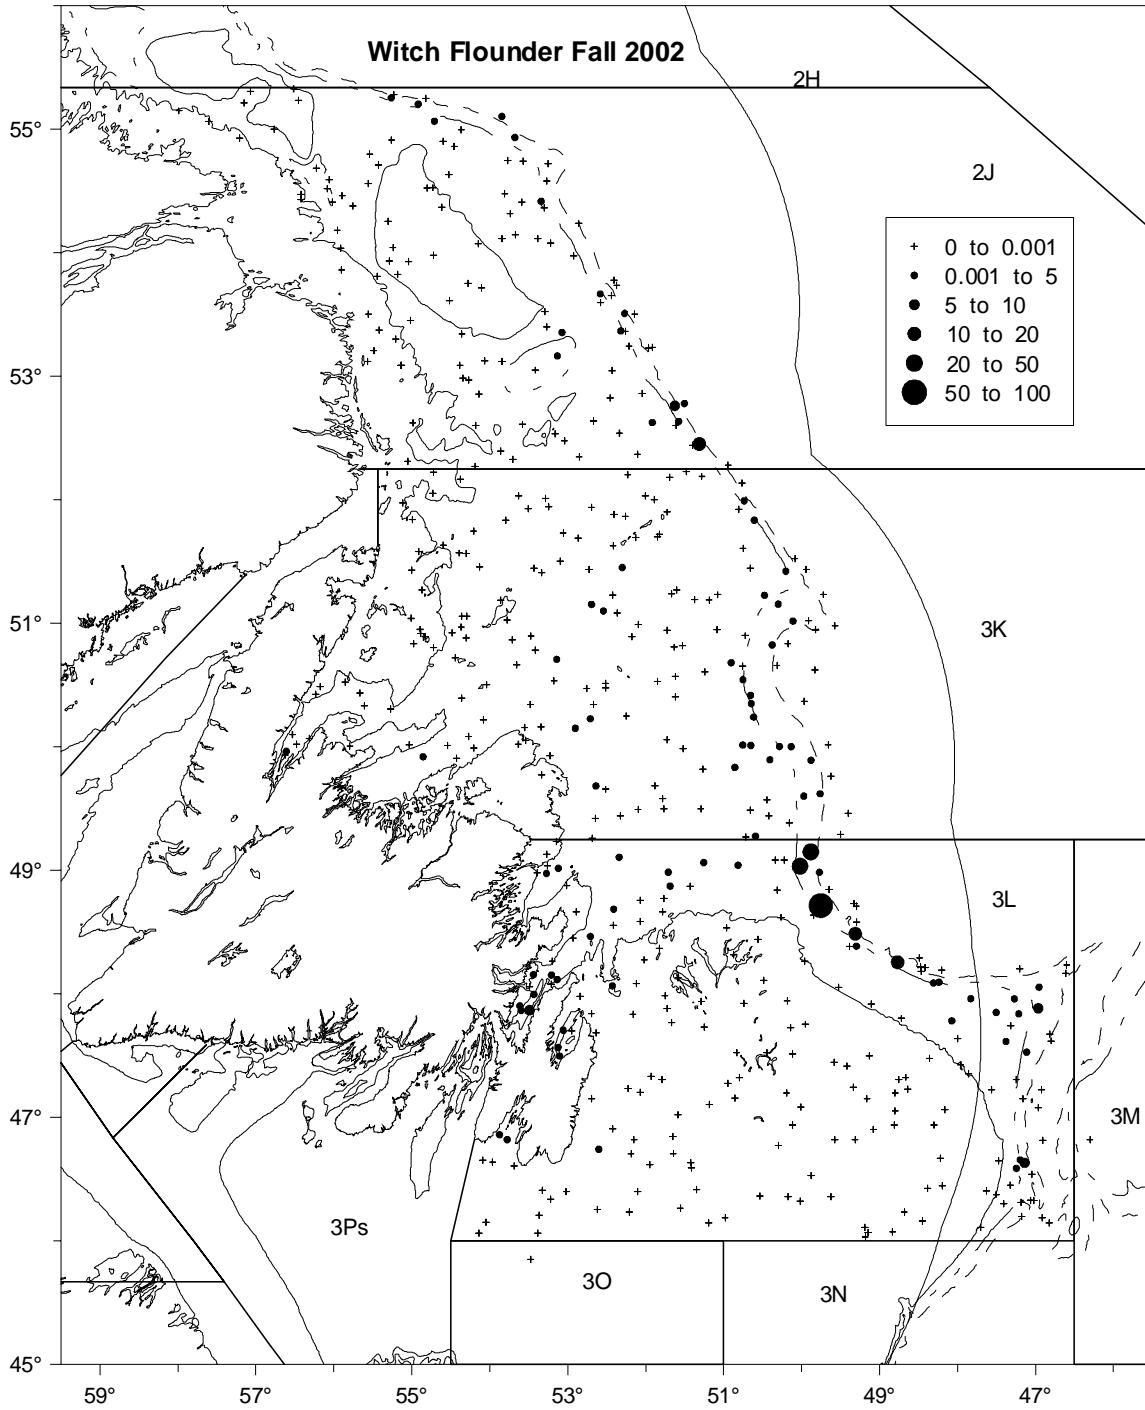 Witch Flounder Fall 2002
2H
55°
2J
0 to 0.001
0.001 to 5
5 to 10
10 to 20
20 to 50
50 to 100
53°
51°
3K
49°
3L
47°
3M
3Ps
3O
3N
45°
59° 57° 55° 53° 51° 49° 47°